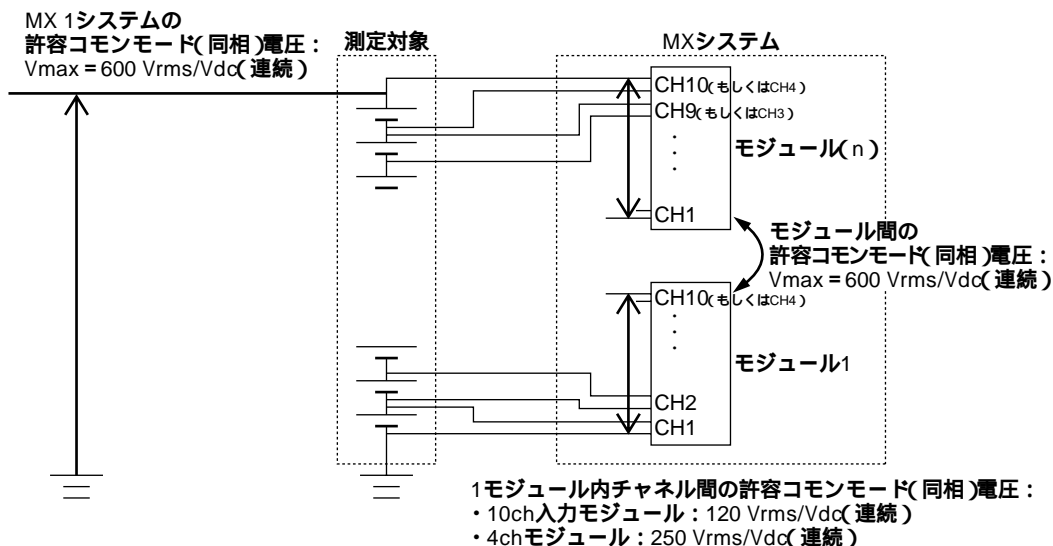 MX 1システムの
許容コモンモード(同相)電圧：
Vmax = 600 Vrms/Vdc(連続)
測定対象
MXシステム
CH10(もしくはCH4)
CH9(もしくはCH3)
モジュール(n)
CH1
モジュール間の
許容コモンモード(同相)電圧：
Vmax = 600 Vrms/Vdc(連続)
CH10(もしくはCH4)
モジュール1
CH2
CH1
1モジュール内チャネル間の許容コモンモード(同相)電圧：
・10ch入力モジュール：120 Vrms/Vdc(連続)
・4chモジュール：250 Vrms/Vdc(連続)